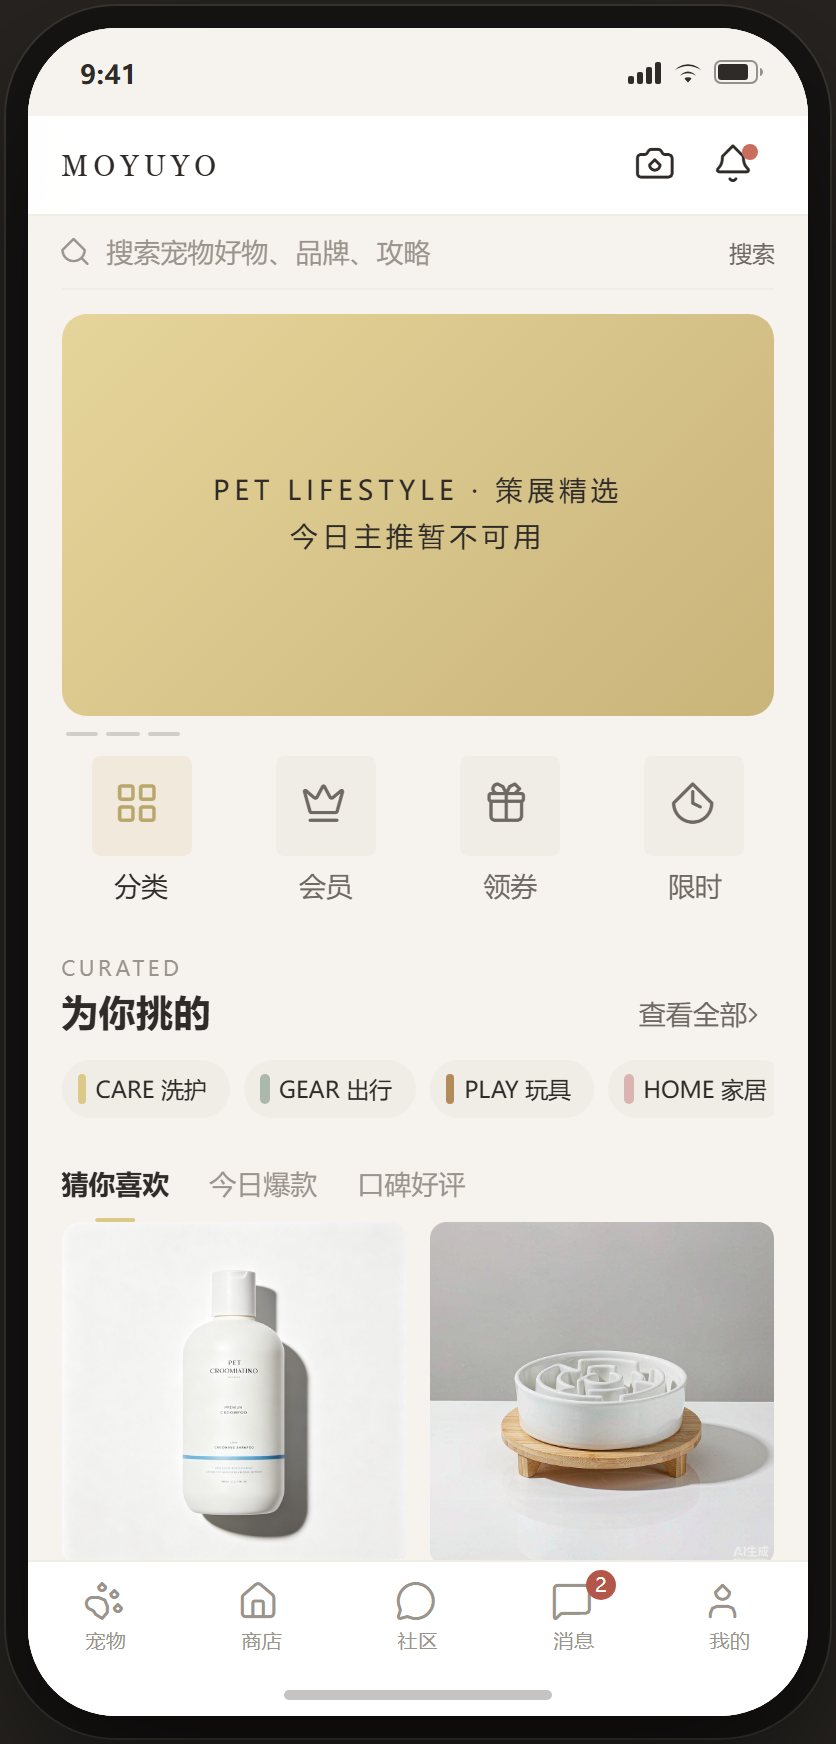 9:41
MOYUYO
搜索宠物好物、品牌、攻略
搜索
PET LIFESTYLE · 策展精选
今日主推暂不可用
分类
会员
领券
限时
CURATED
为你挑的
查看全部›
CARE 洗护
GEAR 出行
PLAY 玩具
HOME 家居
猜你喜欢
今日爆款
口碑好评
PET
CROOMIATINO
AI生成
宠物
商店
社区
2
消息
我的